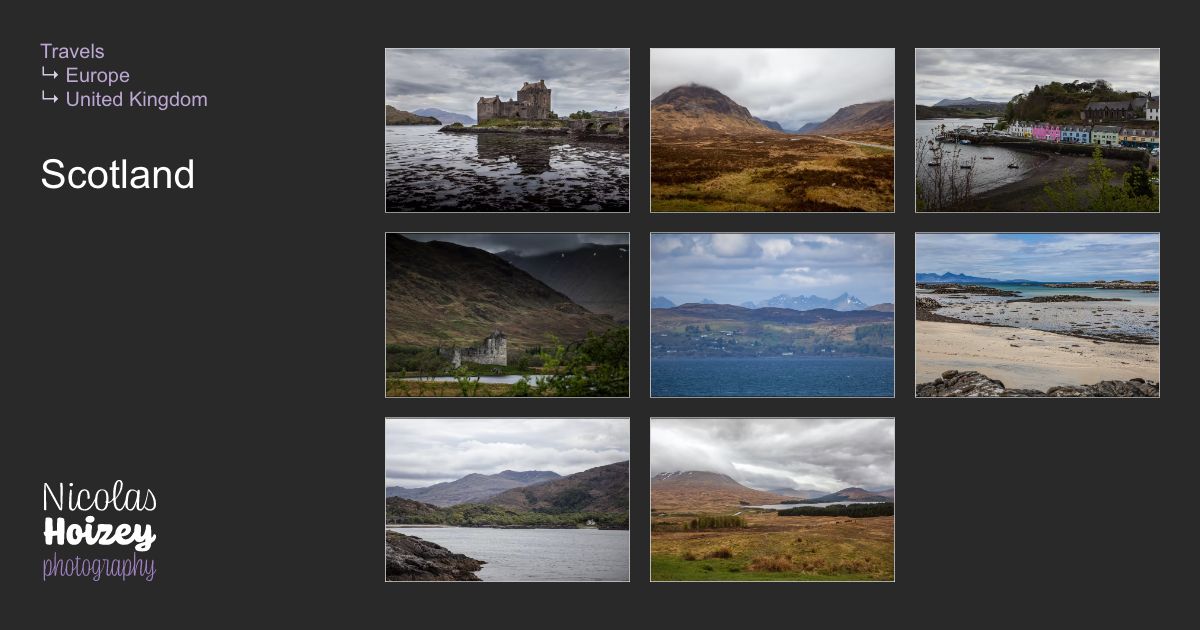 Travels
↳ Europe
↳ United Kingdom
Scotland
Nicolas
Hoizey
photography